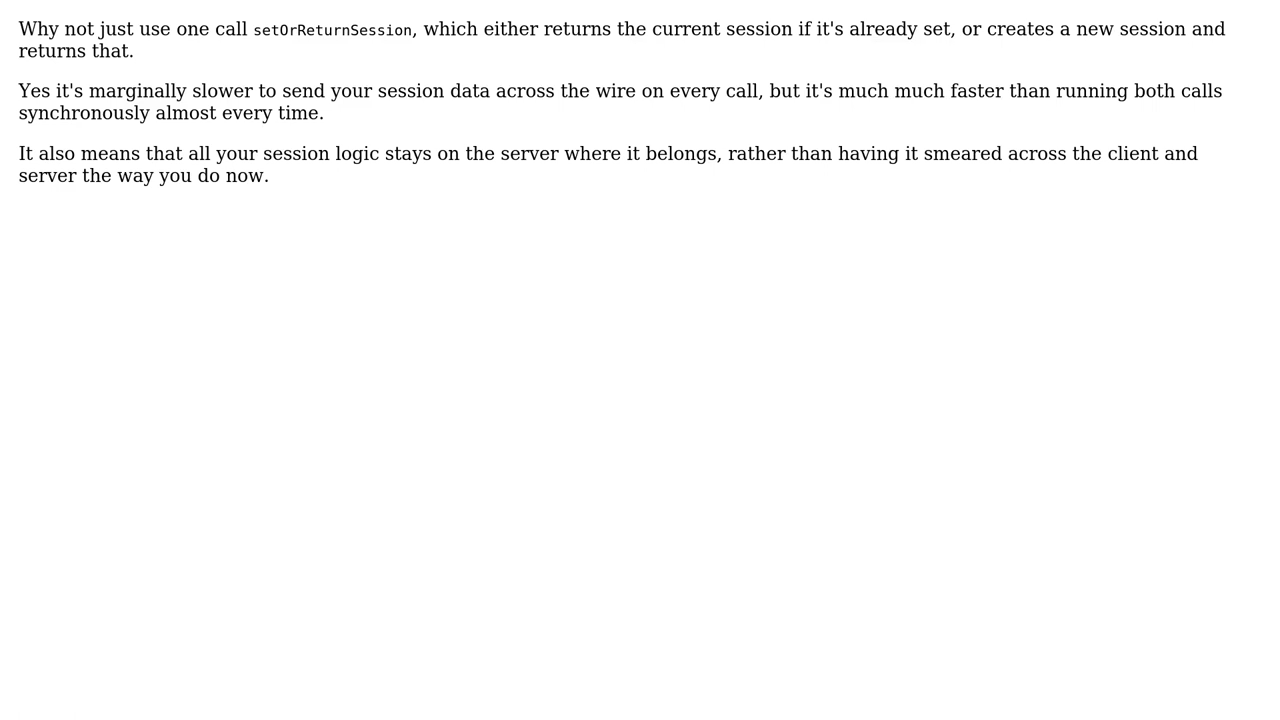 Why not just use one call setOrReturnSession, which either returns the current session if it's already set, or creates a new session and
returns that.
Yes it's marginally slower to send your session data across the wire on every call, but it's much much faster than running both calls
synchronously almost every time.
It also means that all your session logic stays on the server where it belongs, rather than having it smeared across the client and
server the way you do now.